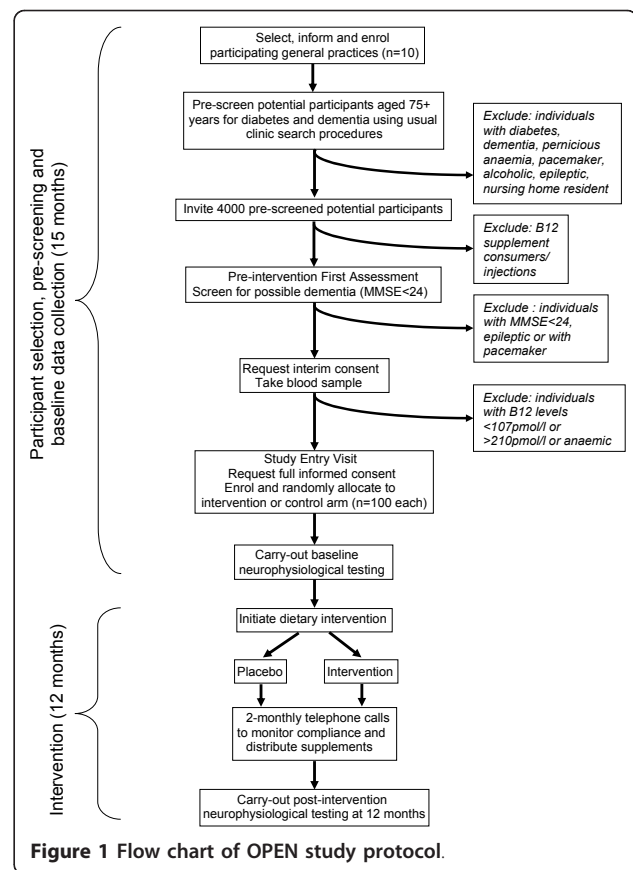 Select, inform and enrol
participating general practices (n=10)
Pre-screen potential participants aged 75+
years for diabetes and dementia using usual
clinic search procedures
Exclude: individuals
with diabetes,
dementia, pernicious
anaemia, pacemaker,
alcoholic, epileptic,
nursing home resident
Invite 4000 pre-screened potential participants
Exclude: B12
supplement
consumers/
injections
Pre-intervention First Assessment
Screen for possible dementia (MMSE<24)
Exclude : individuals
with MMSE<24,
epileptic or with
pacemaker
Request interim consent
Take blood sample
Exclude: individuals
with B12 levels
<107pmol/l or
>210pmol/l or anaemic
Study Entry Visit
Request full informed consent
Enrol and randomly allocate to
intervention or control arm (n=100 each)
Carry-out baseline
neurophysiological testing
Participant selection, pre-screening and
baseline data collection (15 months)
Initiate dietary intervention
Placebo
Intervention
2-monthly telephone calls
to monitor compliance and
distribute supplements
Carry-out post-intervention
neurophysiological testing at 12 months
Intervention (12 months)
Figure 1 Flow chart of OPEN study protocol.